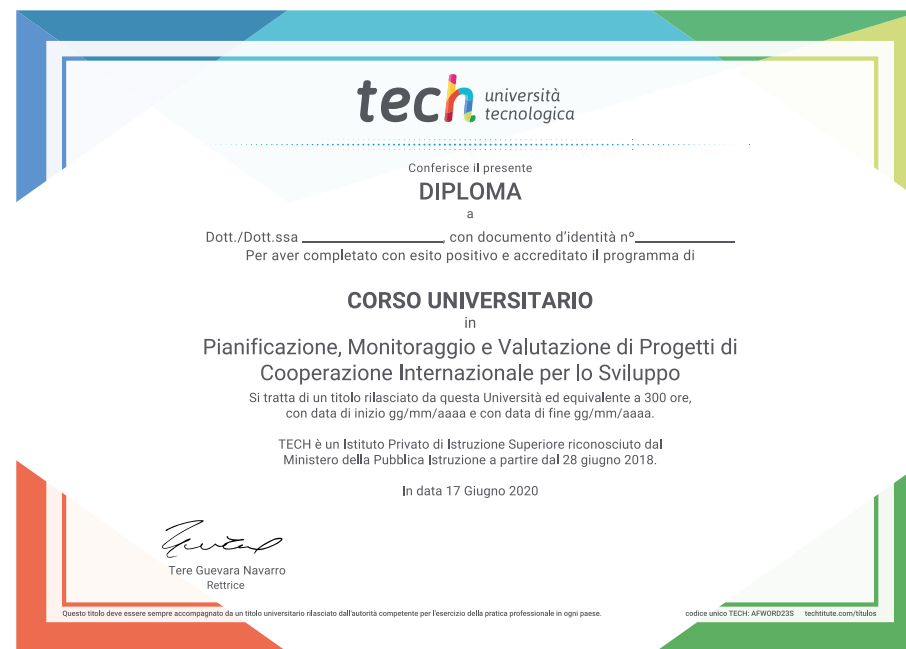 tech università
tecnologica
Conferisce il presente
DIPLOMA
a
Dott./Dott.ssa ____________, con documento d'identità nº____________
Per aver completato con esito positivo e accreditato il programma di
CORSO UNIVERSITARIO
in
Pianificazione, Monitoraggio e Valutazione di Progetti di
Cooperazione Internazionale per lo Sviluppo
Si tratta di un titolo rilasciato da questa Università ed equivalente a 300 ore,
con data di inizio gg/mm/aaaa e con data di fine gg/mm/aaaa.
TECH è un Istituto Privato di Istruzione Superiore riconosciuto dal
Ministero della Pubblica Istruzione a partire dal 28 giugno 2018.
In data 17 Giugno 2020
Tere Guevara Navarro
Rettrice
Questo titolo deve essere sempre accompagnato da un titolo universitario rilasciato dall'autorità competente per l'esercizio della pratica professionale in ogni paese. codice unico TECH: AFWORD23S techtitute.com/titulos